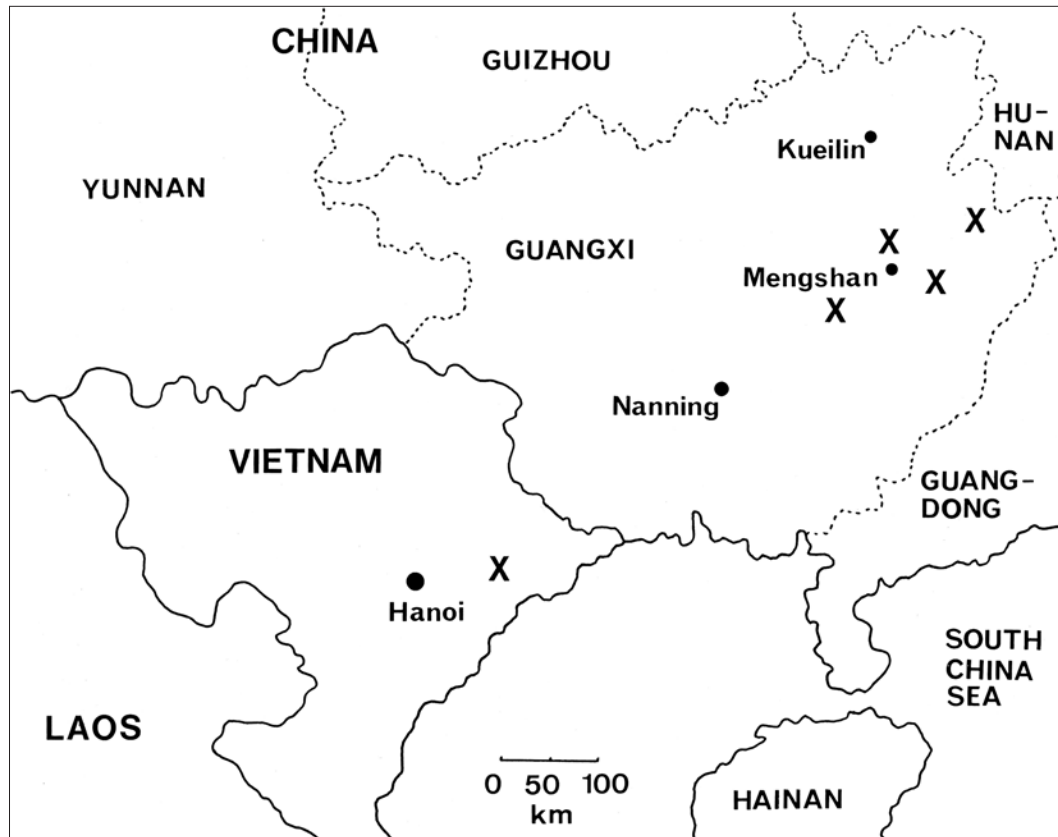 CHINA
GUIZHOU
HU-
NAN
Kueilin
YUNNAN
X
GUANGXI
X
Mengshan
X
X
Nanning
VIETNAM
GUANG-
DONG
X
Hanoi
SOUTH
CHINA
SEA
LAOS
0 50 100
km
HAINAN